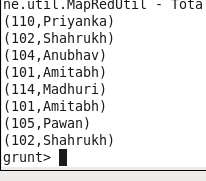 ne.util.MapRedUtil - Tota
(110,Priyanka)
(102,Shahrukh)
(104,Anubhav)
(101,Amitabh)
(114,Madhuri)
(101,Amitabh)
(105,Pawan)
(102,Shahrukh)
grunt>